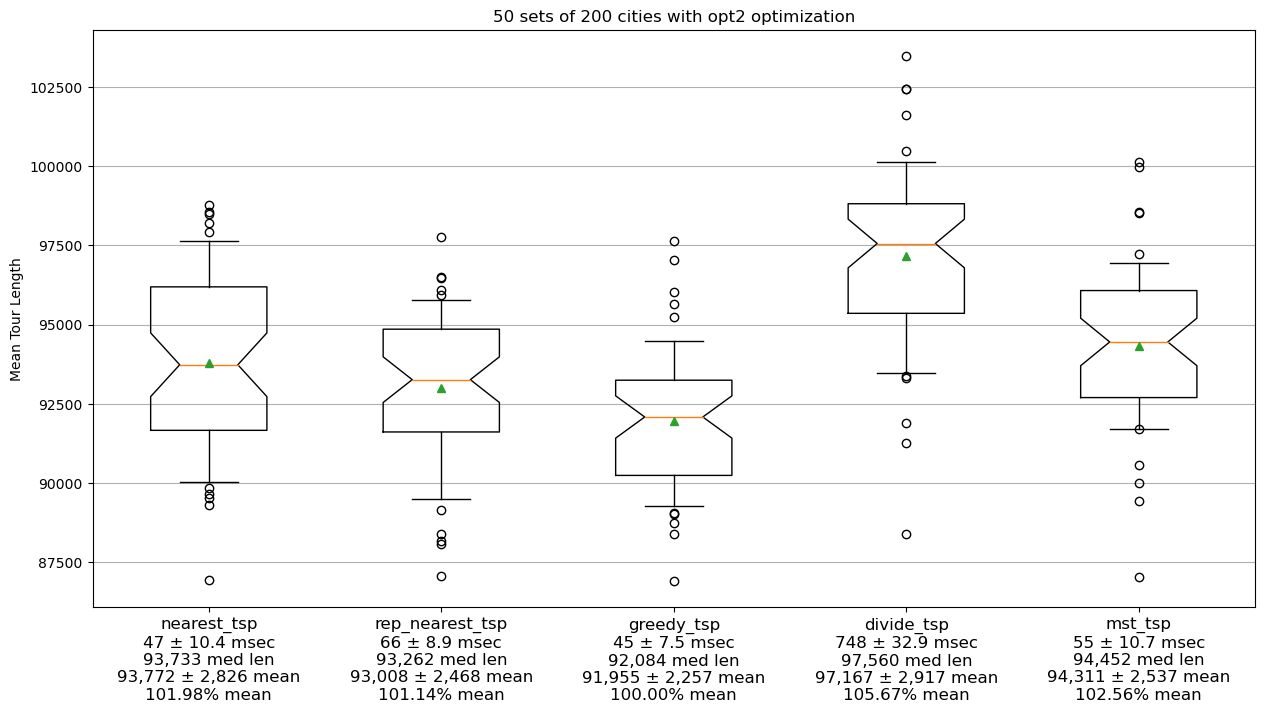 50 sets of 200 cities with opt2 optimization
Mean Tour Length
102500
100000
97500
95000
92500
90000
87500
nearest_tsp
47 ± 10.4 msec
93,733 med len
93,772 ± 2,826 mean
101.98% mean
rep_nearest_tsp
66 ± 8.9 msec
93,262 med len
93,008 ± 2,468 mean
101.14% mean
greedy_tsp
45 ± 7.5 msec
92,084 med len
91,955 ± 2,257 mean
100.00% mean
divide_tsp
748 ± 32.9 msec
97,560 med len
97,167 ± 2,917 mean
105.67% mean
mst_tsp
55 ± 10.7 msec
94,452 med len
94,311 ± 2,537 mean
102.56% mean